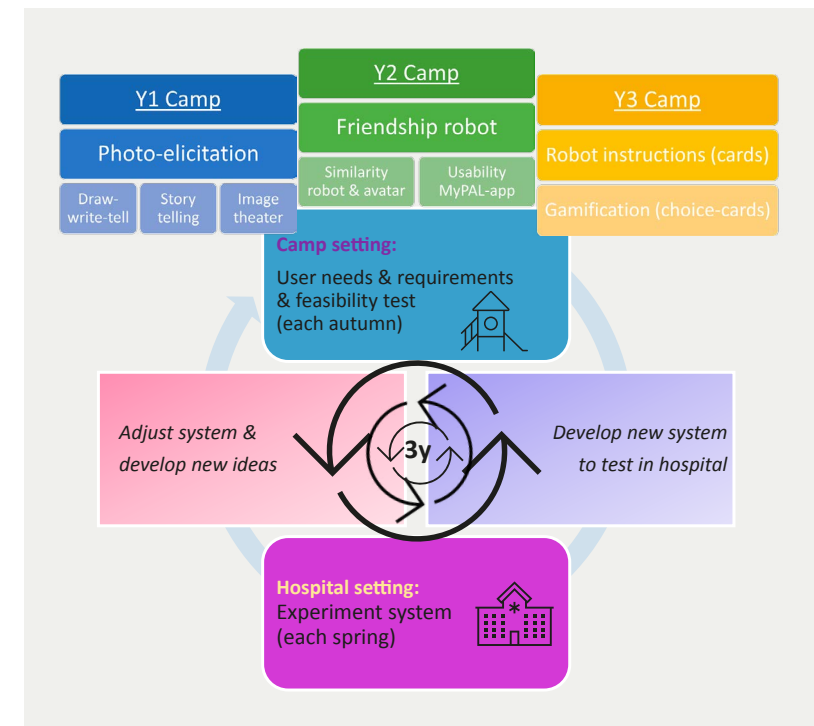 Y1 Camp
Photo-elicitation
Draw-
write-tell
Story
telling
Image
theater
Y2 Camp
Friendship robot
Similarity
robot & avatar
Usability
MyPAL-app
Y3 Camp
Robot instructions (cards)
Gamification (choice-cards)
Camp setting:
User needs & requirements
& feasibility test
(each autumn)
Adjust system &
develop new ideas
3y
Develop new system
to test in hospital
Hospital setting:
Experiment system
(each spring)